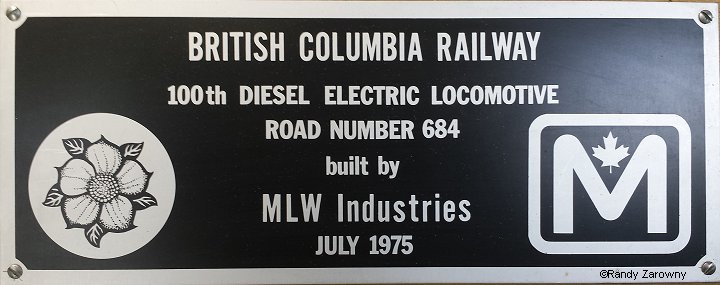 BRITISH COLUMBIA RAILWAY
100th DIESEL ELECTRIC LOCOMOTIVE
ROAD NUMBER 684
built by
MLW Industries
JULY 1975
M
©Randy Zarowny